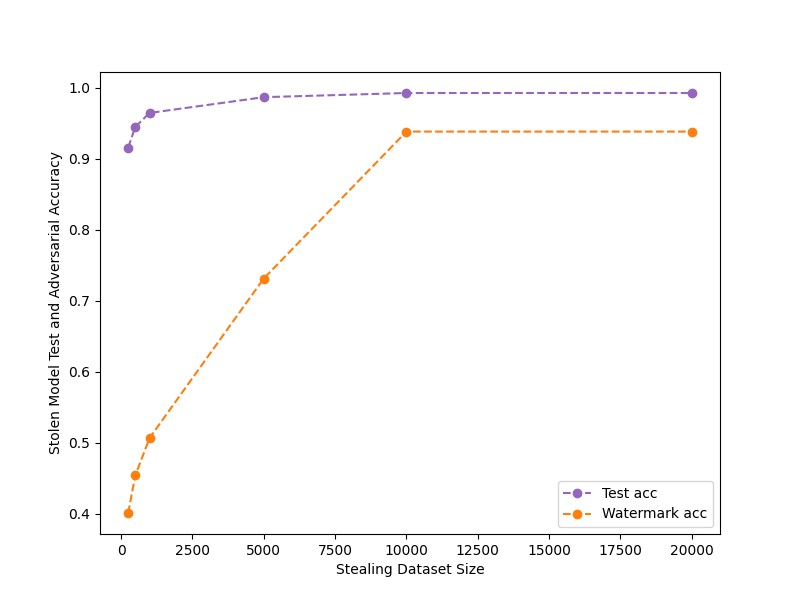 1.0
0.9
0.8
0.7
0.6
0.5
0.4
Stolen Model Test and Adversarial Accuracy
Test acc
Watermark acc
0 2500 5000 7500 10000 12500 15000 17500 20000
Stealing Dataset Size